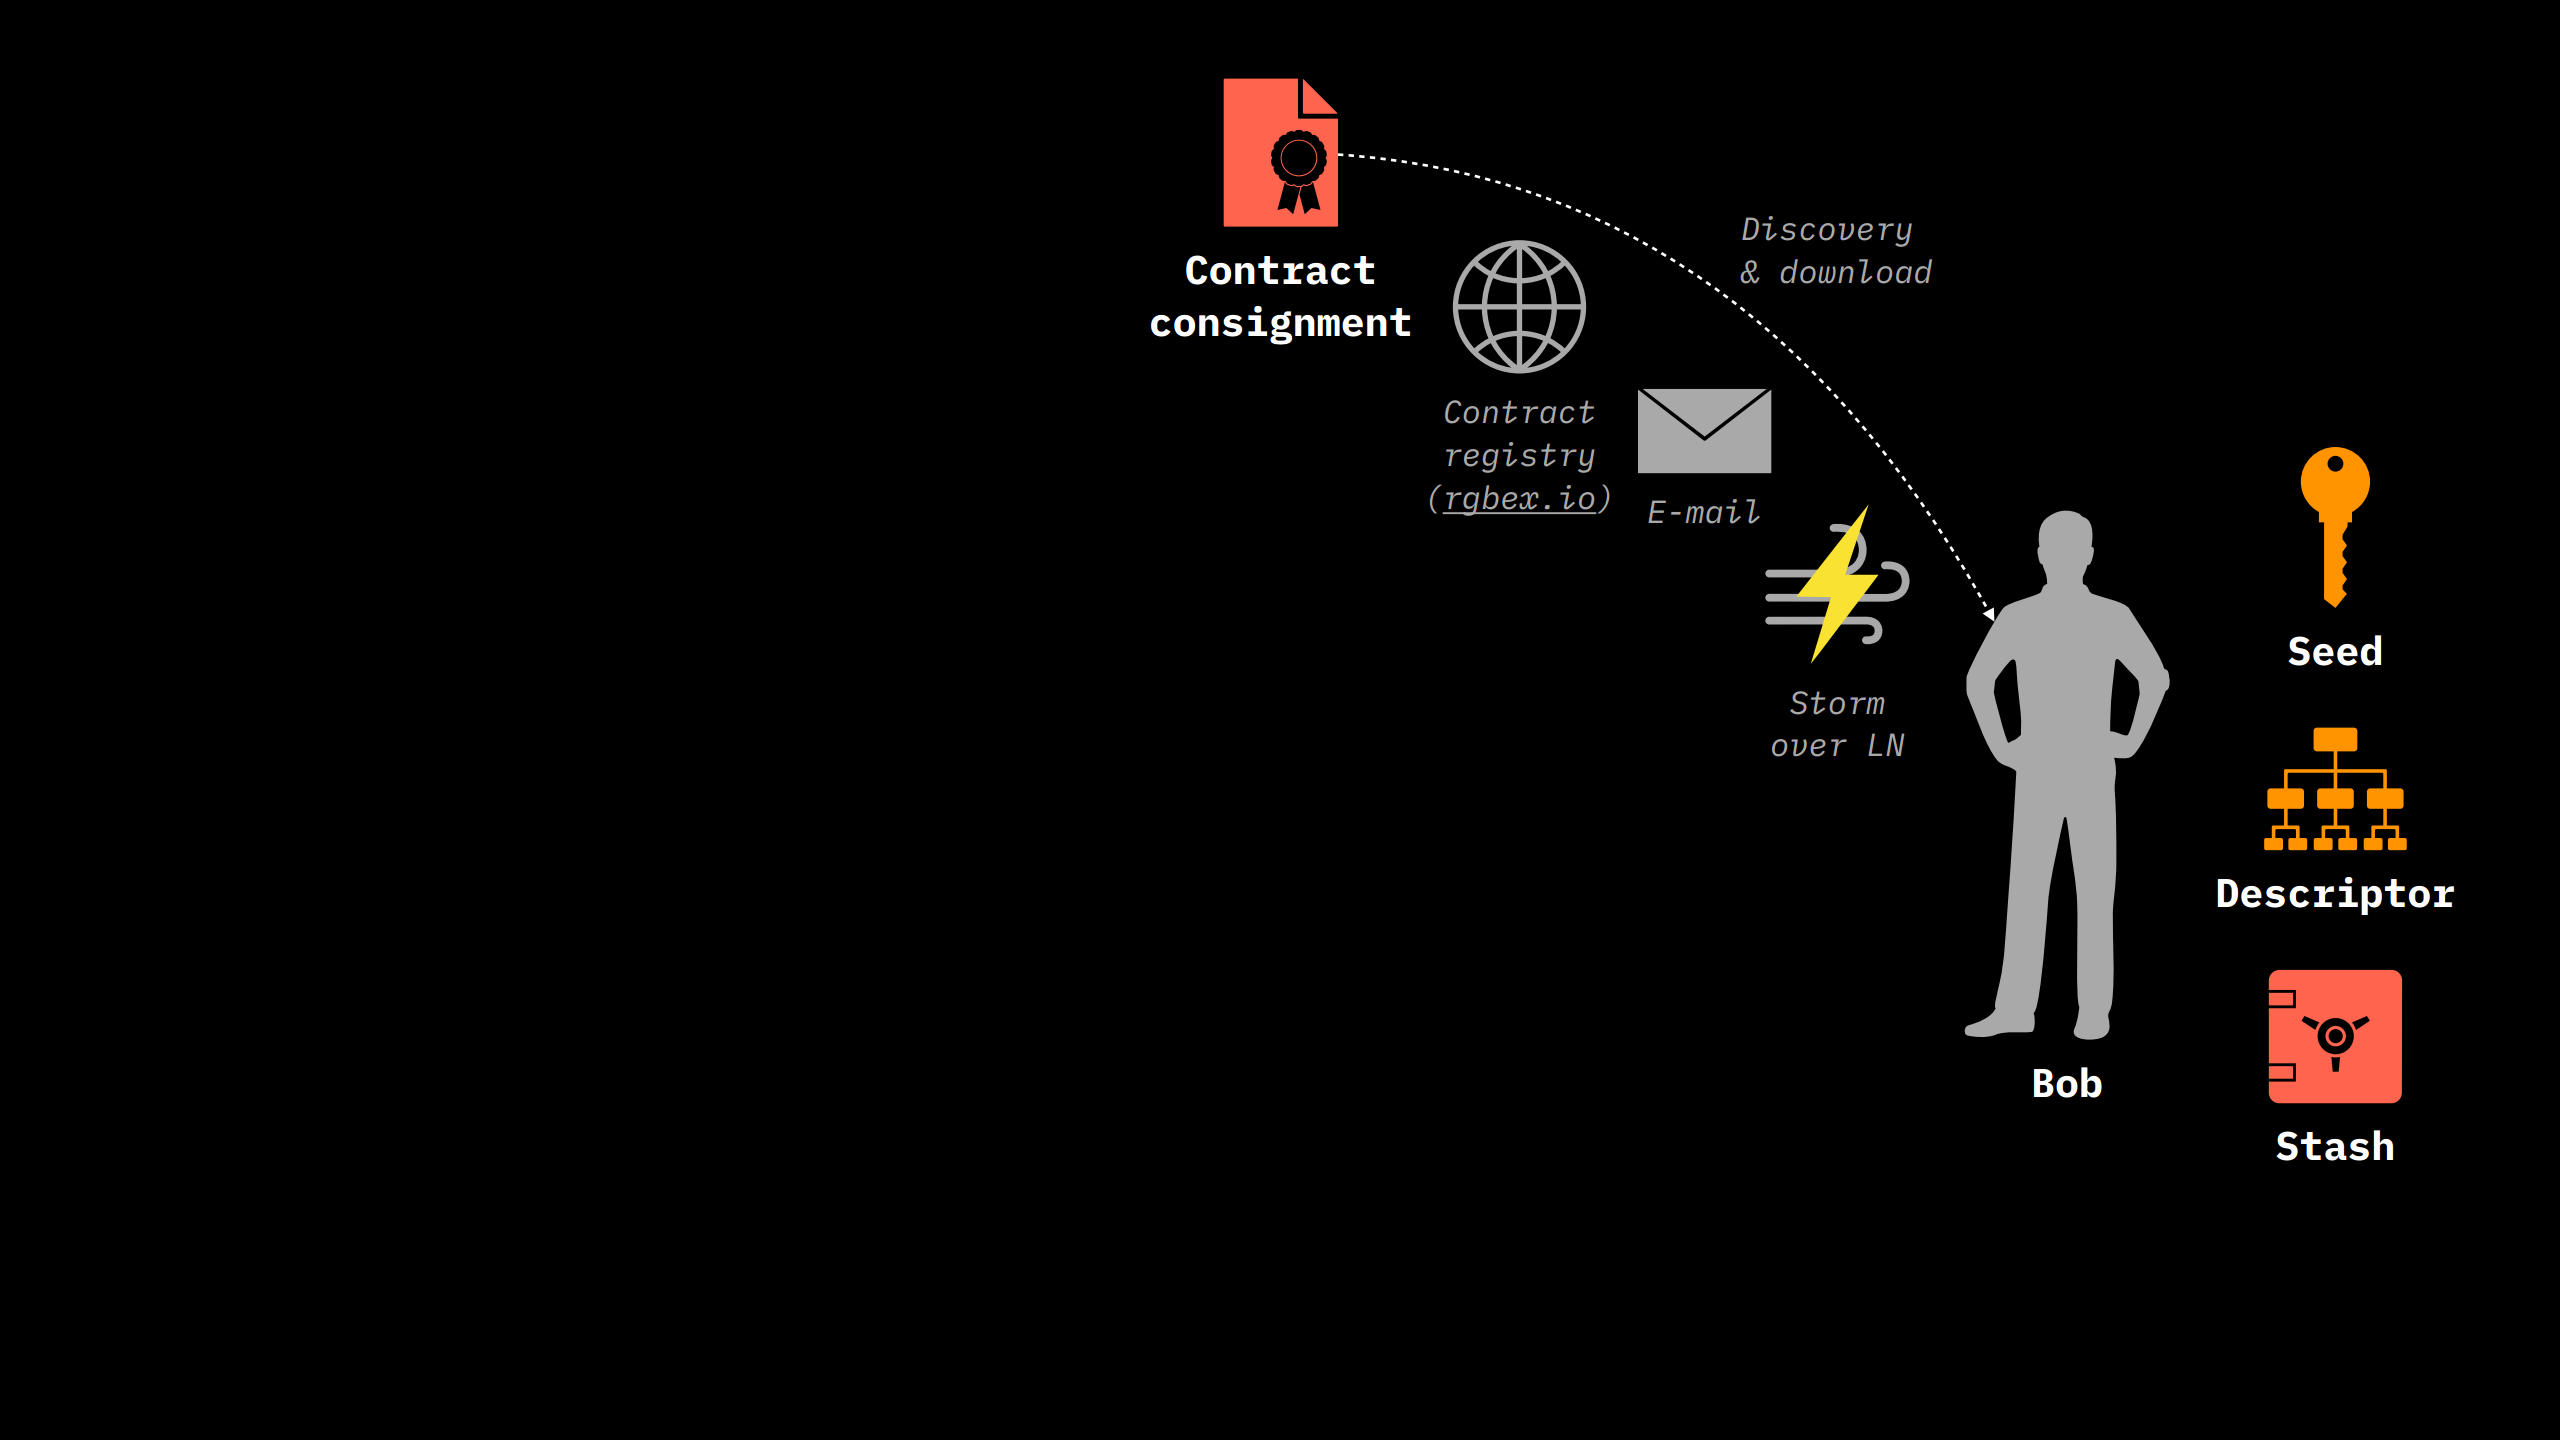 Contract
consignment
Discovery
& download
Contract
registry
(rgbex.io)
E-mail
Storm
over LN
Bob
Seed
Descriptor
Stash